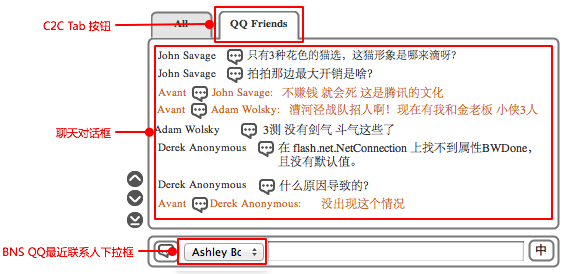 C2C Tab 按钮
All
QQ Friends
John Savage 只有3种花色的猫选，这猫形象是哪来滴呀?
John Savage 拍拍那边最大开销是啥?
Avant John Savage: 不赚钱 就会死 这是腾讯的文化
Avant Adam Wolsky: 漕河泾战队招人啊! 现在有我和金老板 小侠3人
聊天对话框
Adam Wolsky 3测 没有剑气 斗气这些了
Derek Anonymous 在 flash.net.NetConnection 上找不到属性BWDone，
且没有默认值。
Derek Anonymous 什么原因导致的?
Avant Derek Anonymous: 没出现这个情况
BNS QQ最近联系人下拉框
Ashley Bc
中